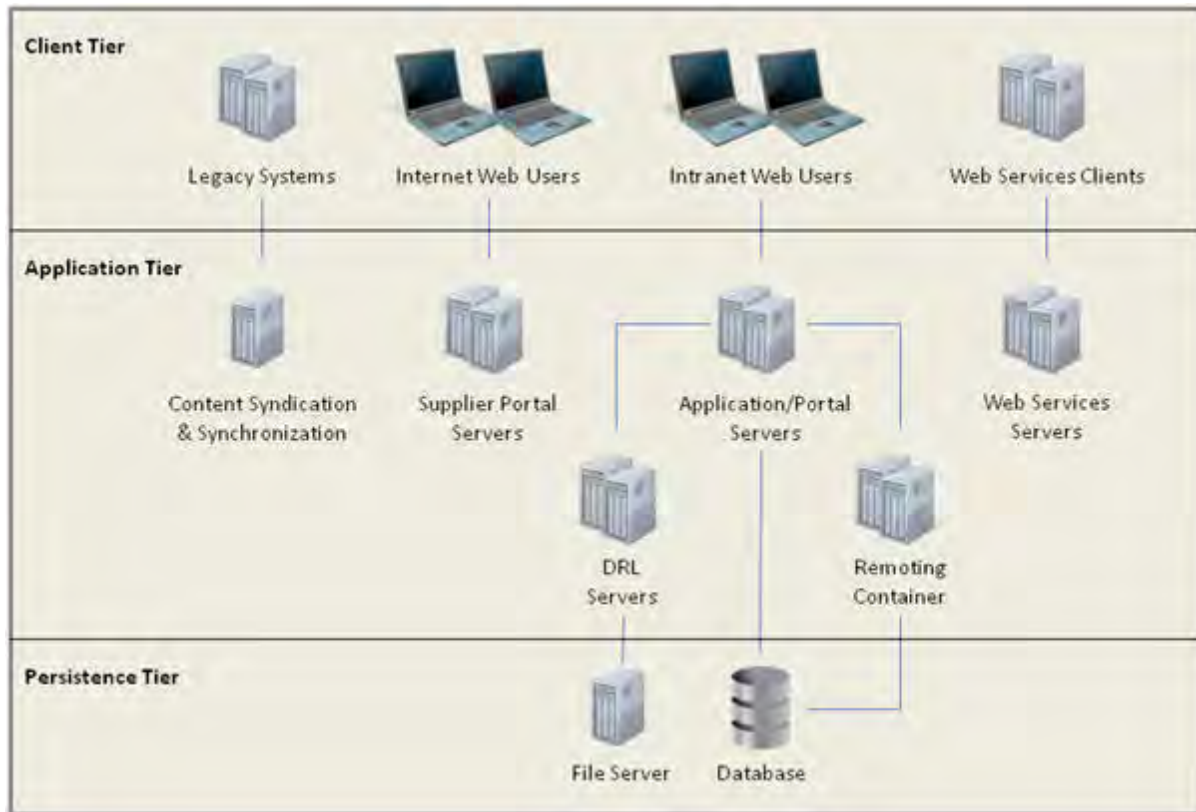 Client Tier
Legacy Systems
Internet Web Users
Intranet Web Users
Web Services Clients
Application Tier
Content Syndication
& Synchronization
Supplier Portal
Servers
Application/Portal
Servers
Web Services
Servers
DRL
Servers
Remoting
Container
Persistence Tier
File Server
Database